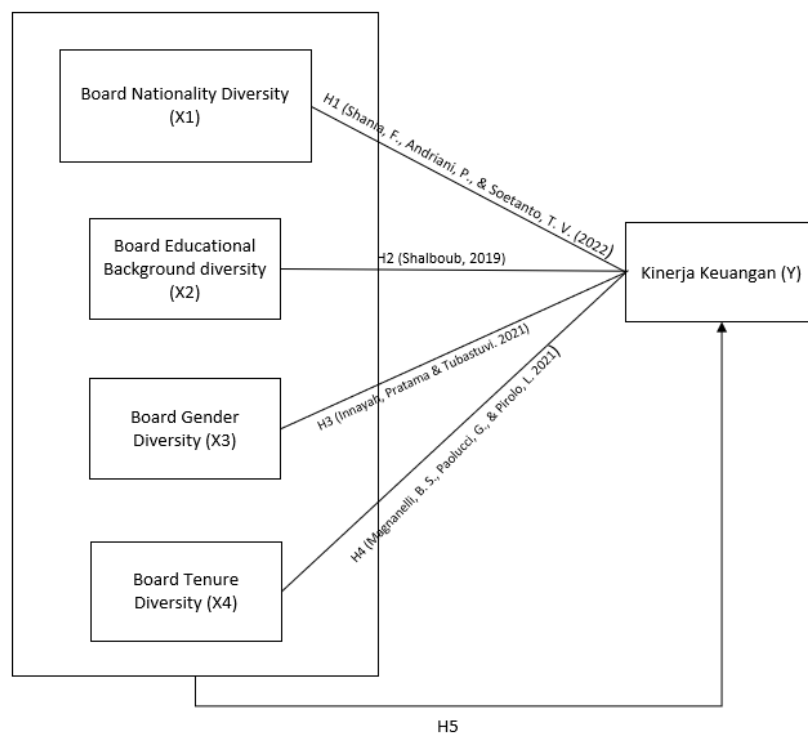 Board Nationality Diversity
(X1)
H1 (Shania, F., Andriani, P., & Soetanto, T. V. (2022)
Board Educational
Background diversity
(X2)
H2 (Shalboub, 2019)
Kinerja Keuangan (Y)
Board Gender
Diversity (X3)
H3 (Innayah, Pratama & Tubastuvi. 2021)
Board Tenure
Diversity (X4)
H4 (Magnanelli, B. S., Paolucci, G., & Pirolo, L. 2021)
H5